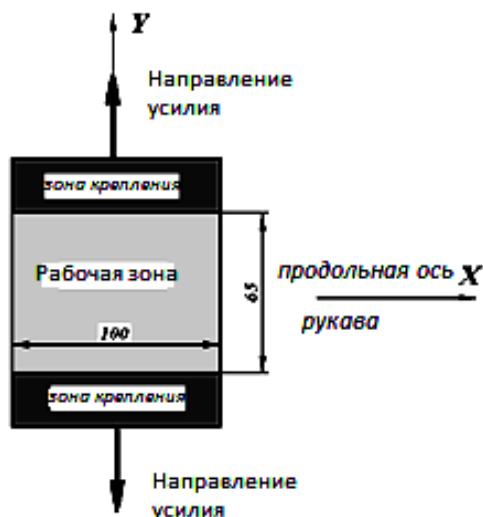 Y
Направление
усилия
зона крепления
Рабочая зона
100
65
продольная ось X
рукава
зона крепления
Направление
усилия